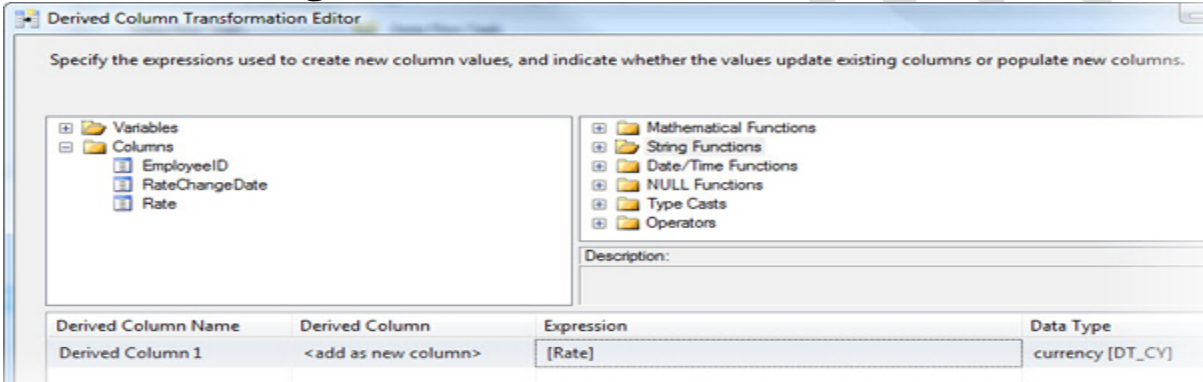 Derived Column Transformation Editor
Specify the expressions used to create new column values, and indicate whether the values update existing columns or populate new columns.
Variables
Columns
EmployeeID
RateChangeDate
Rate
Mathematical Functions
String Functions
Date/Time Functions
NULL Functions
Type Casts
Operators
Description:
Derived Column Name Derived Column Expression Data Type
Derived Column 1 <add as new column> [Rate] currency [DT_CY]